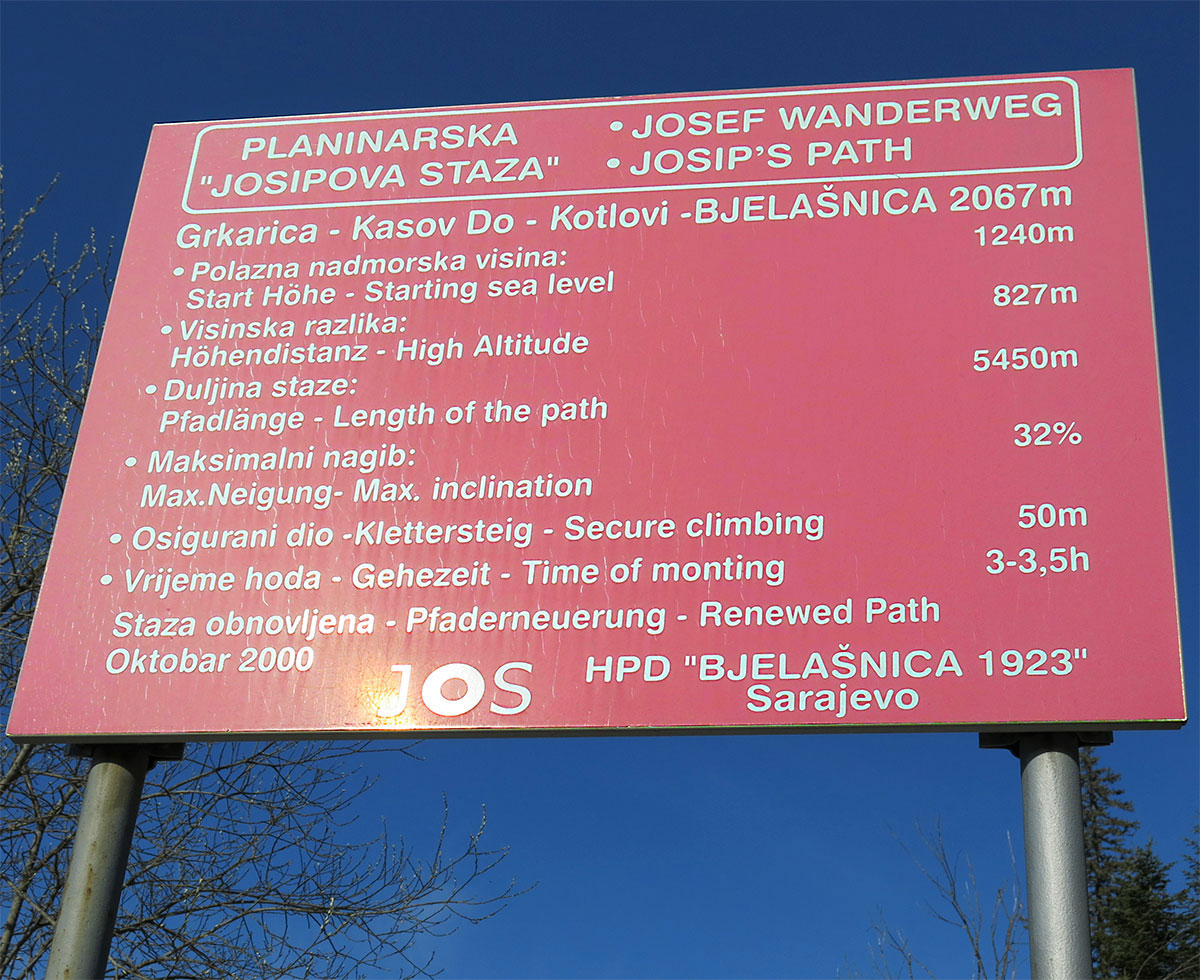 PLANINARSKA
"JOSIPOVA STAZA"
• JOSEF WANDERWEG
• JOSIP'S PATH
Grkarica - Kasov Do - Kotlovi -BJELAŠNICA 2067m
• Polazna nadmorska visina: 1240m
Start Höhe - Starting sea level
• Visinska razlika: 827m
Höhendistanz - High Altitude
• Duljina staze: 5450m
Pfadlänge - Length of the path
• Maksimalni nagib: 32%
Max.Neigung- Max. inclination
• Osigurani dio -Klettersteig - Secure climbing 50m
• Vrijeme hoda - Gehezeit - Time of monting 3-3,5h
Staza obnovljena - Pfaderneuerung - Renewed Path
Oktobar 2000
JOS
HPD "BJELAŠNICA 1923"
Sarajevo